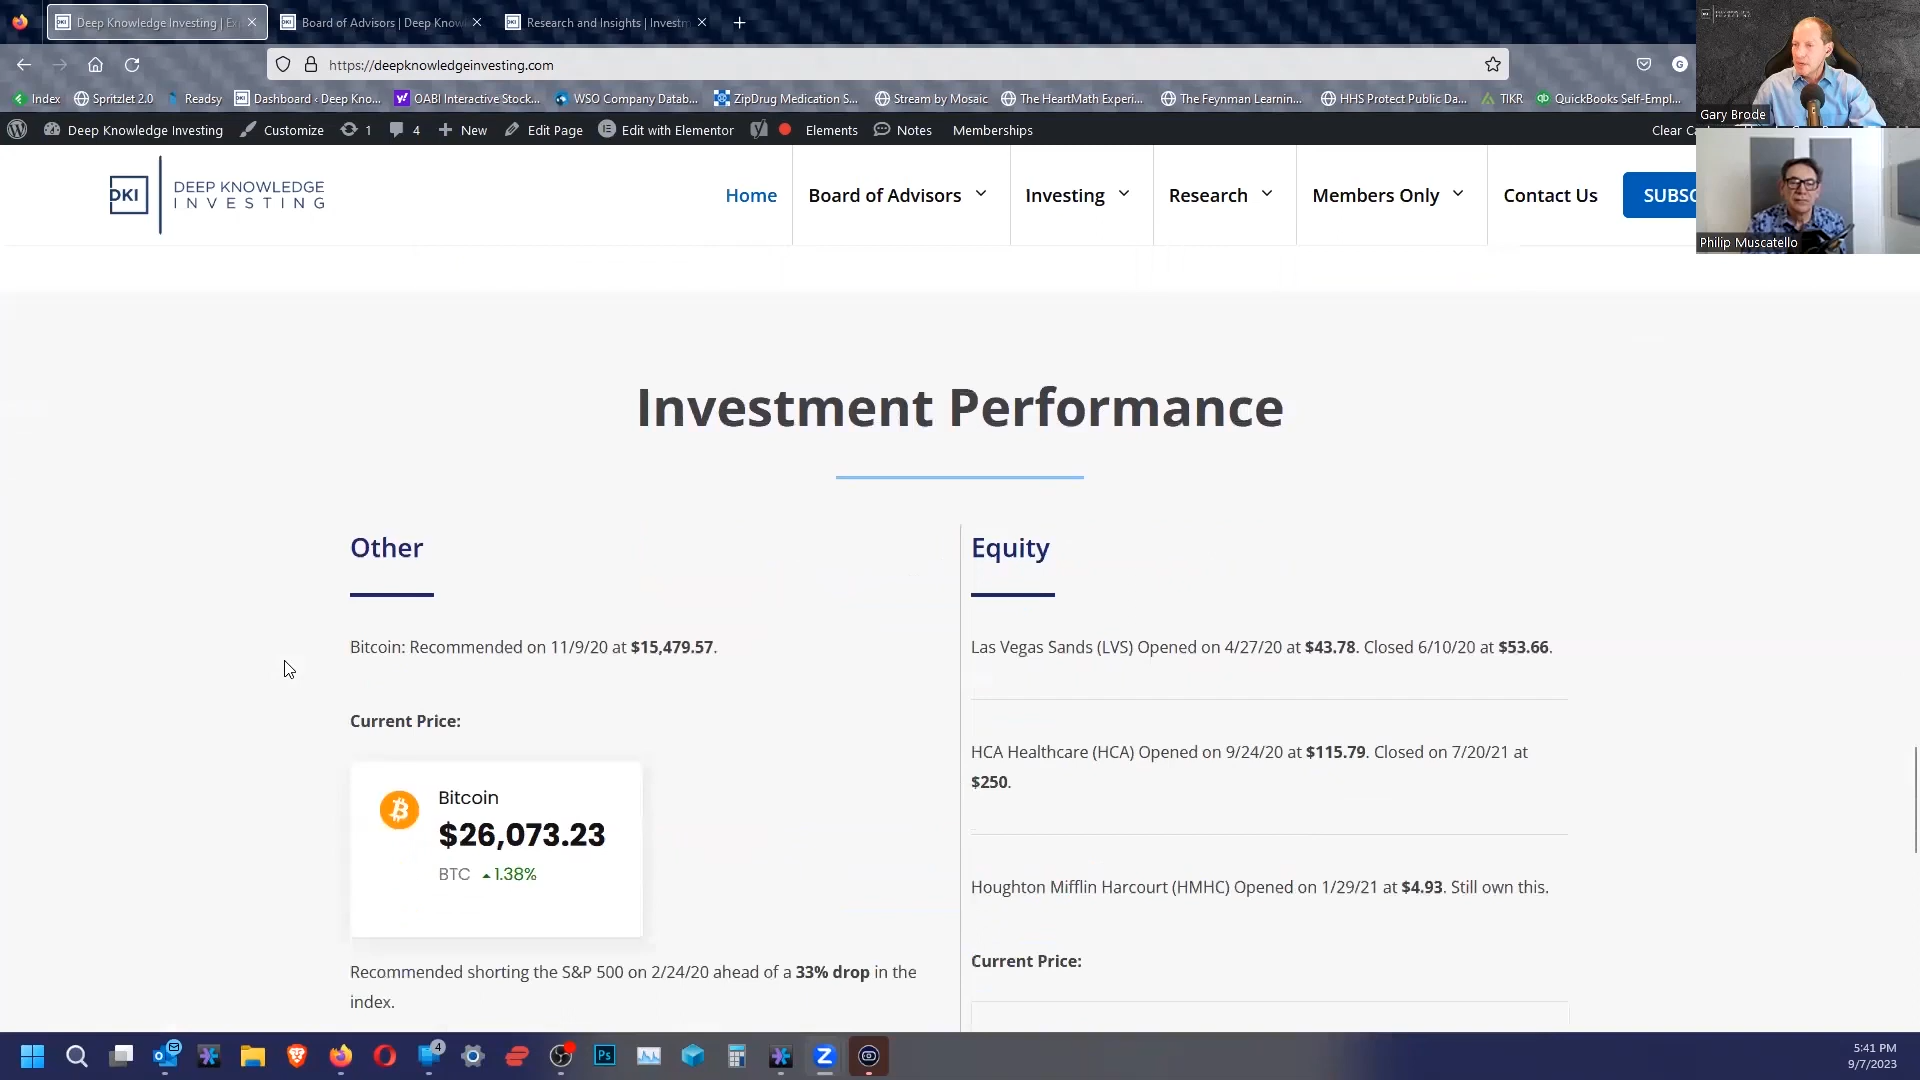 Deep Knowledge Investing | Ex
Board of Advisors | Deep Know
Research and Insights | Investm
https://deepknowledgeinvesting.com
Index
Spritzlet 2.0
Readsy
Dashboard ‹ Deep Kno...
OABI Interactive Stock...
WSO Company Datab...
ZipDrug Medication S...
Stream by Mosaic
The HeartMath Experi...
The Feynman Learnin...
HHS Protect Public Da...
TIKR
QuickBooks Self-Empl...
Deep Knowledge Investing
Customize
1
4
New
Edit Page
Edit with Elementor
Elements
Notes
Memberships
Clear Ca
Gary Brode
Philip Muscatello
DKI
DEEP KNOWLEDGE
INVESTING
Home
Board of Advisors
Investing
Research
Members Only
Contact Us
SUBSC
Investment Performance
Other
Bitcoin: Recommended on 11/9/20 at $15,479.57.
Current Price:
Bitcoin
$26,073.23
BTC 1.38%
Recommended shorting the S&P 500 on 2/24/20 ahead of a 33% drop in the
index.
Equity
Las Vegas Sands (LVS) Opened on 4/27/20 at $43.78. Closed 6/10/20 at $53.66.
HCA Healthcare (HCA) Opened on 9/24/20 at $115.79. Closed on 7/20/21 at
$250.
Houghton Mifflin Harcourt (HMHC) Opened on 1/29/21 at $4.93. Still own this.
Current Price:
4
Ps
5:41 PM
9/7/2023